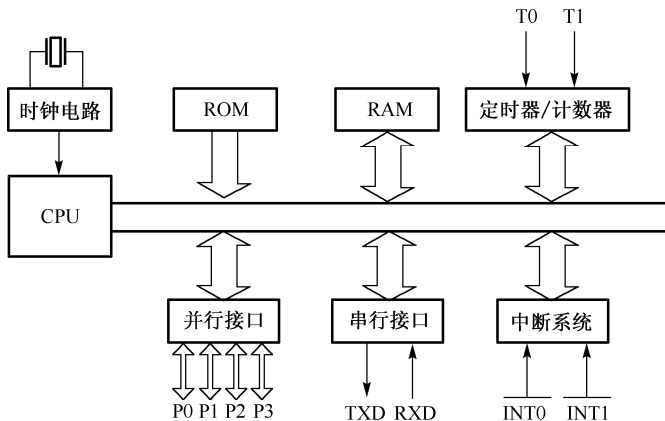 T0 T1
时钟电路 ROM RAM 定时器/计数器
CPU
并行接口 串行接口 中断系统
P0 P1 P2 P3 TXD RXD INT0 INT1